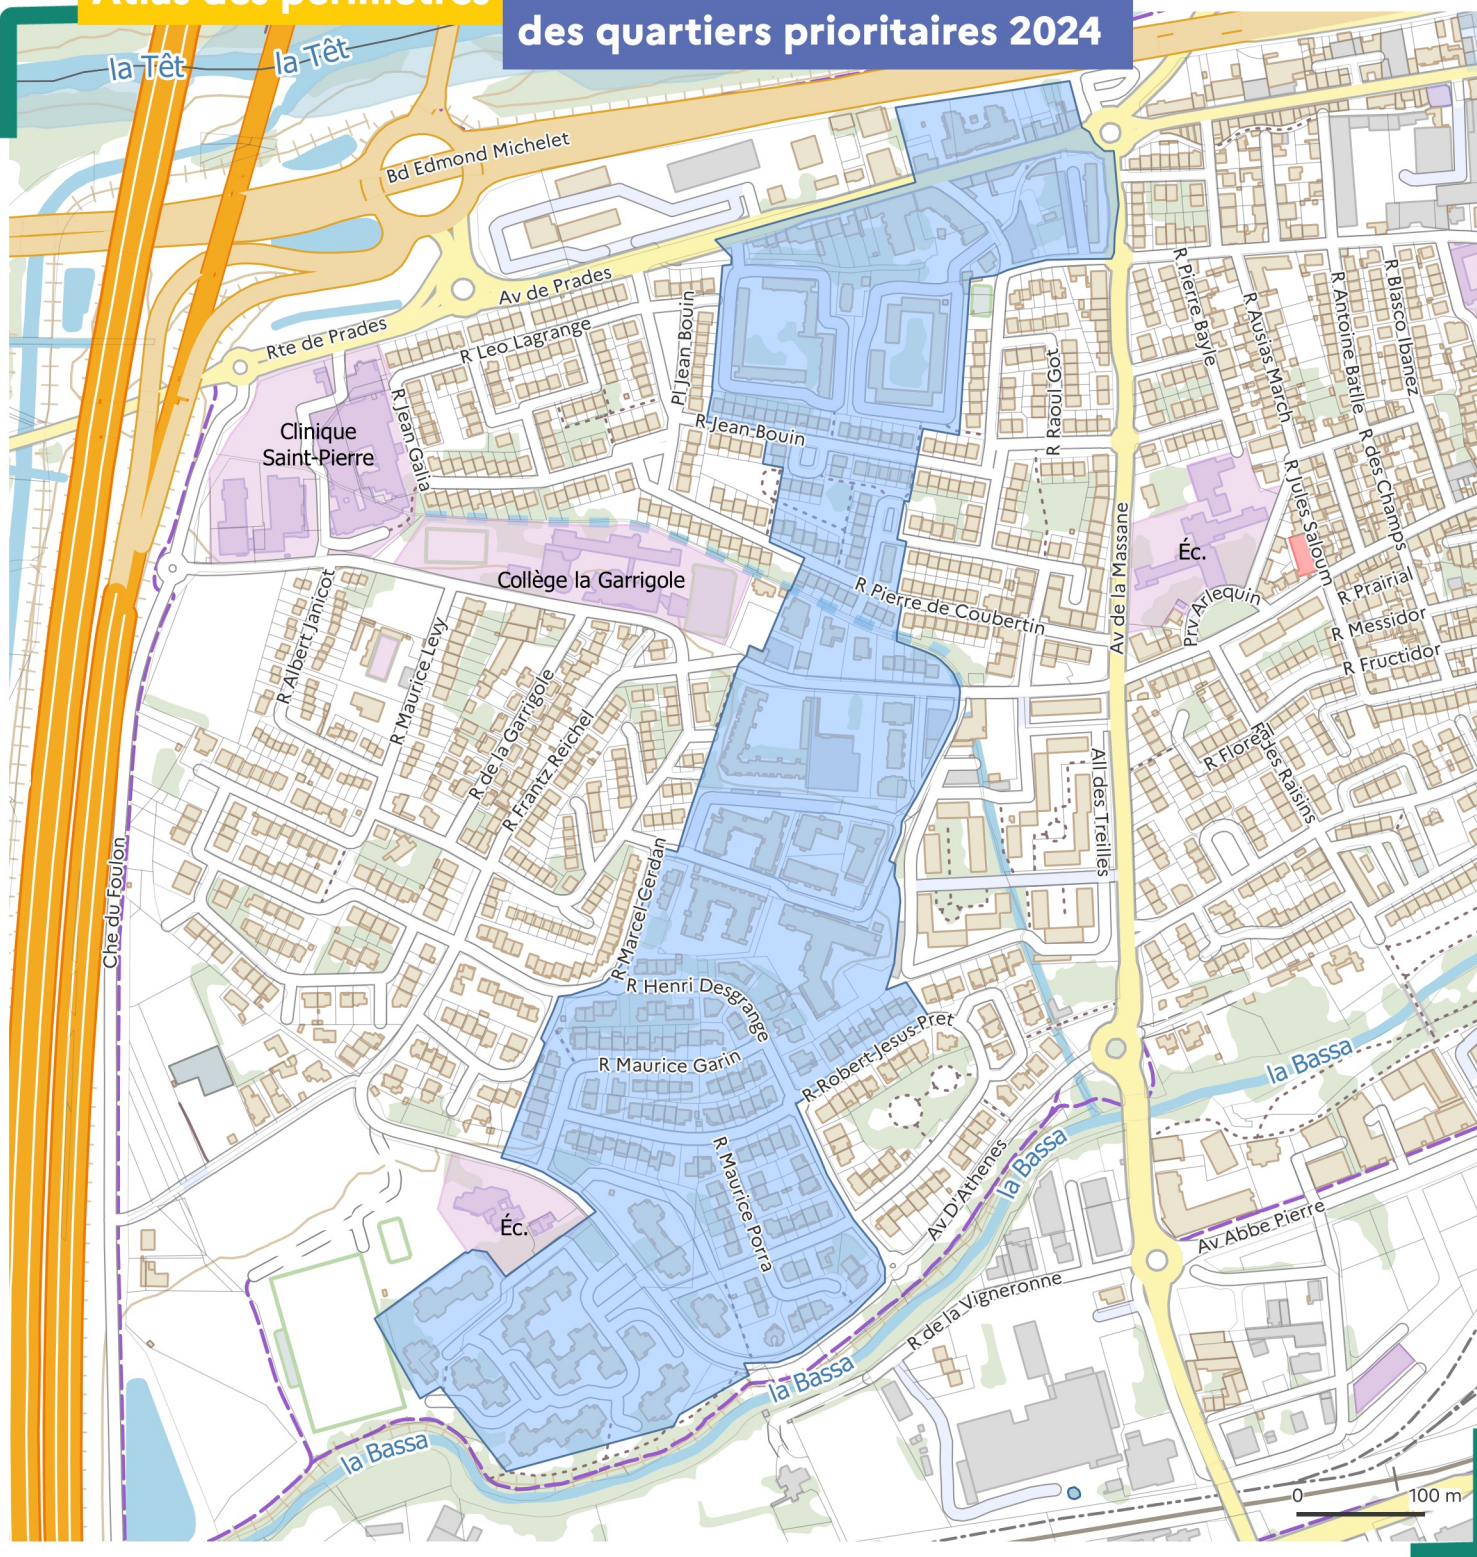 Atlas des périmètres
des quartiers prioritaires 2024
la Têt
la Têt
Bd Edmond Michelet
Av de Prades
Rte de Prades
R Leo Lagrange
Pl Jean Bouin
R Jean Bouin
R Jean Galia
Clinique
Saint-Pierre
R Raoul Got
R Pierre Bayle
R Ausias March
R Antoine Batlle
R Blasco Ibanez
R des Champs
R Jules Saloum
Av de la Massane
Éc.
Collège la Garrigole
R Pierre de Coubertin
Prv Arlequin
R Prairial
R Messidor
R Fructidor
R Albert Janicot
R Maurice Levy
R de la Garrigole
R Frantz Reichel
R Floreal
R des Raisins
All des Treilles
Che du Foulon
R Marcel Cerdan
R Henri Desgrange
R Maurice Garin
R Robert Jesus Pret
la Bassa
R Maurice Porra
Av D'Athenes
la Bassa
Éc.
Av Abbe Pierre
R de la Vigneronne
la Bassa
la Bassa
0 100 m